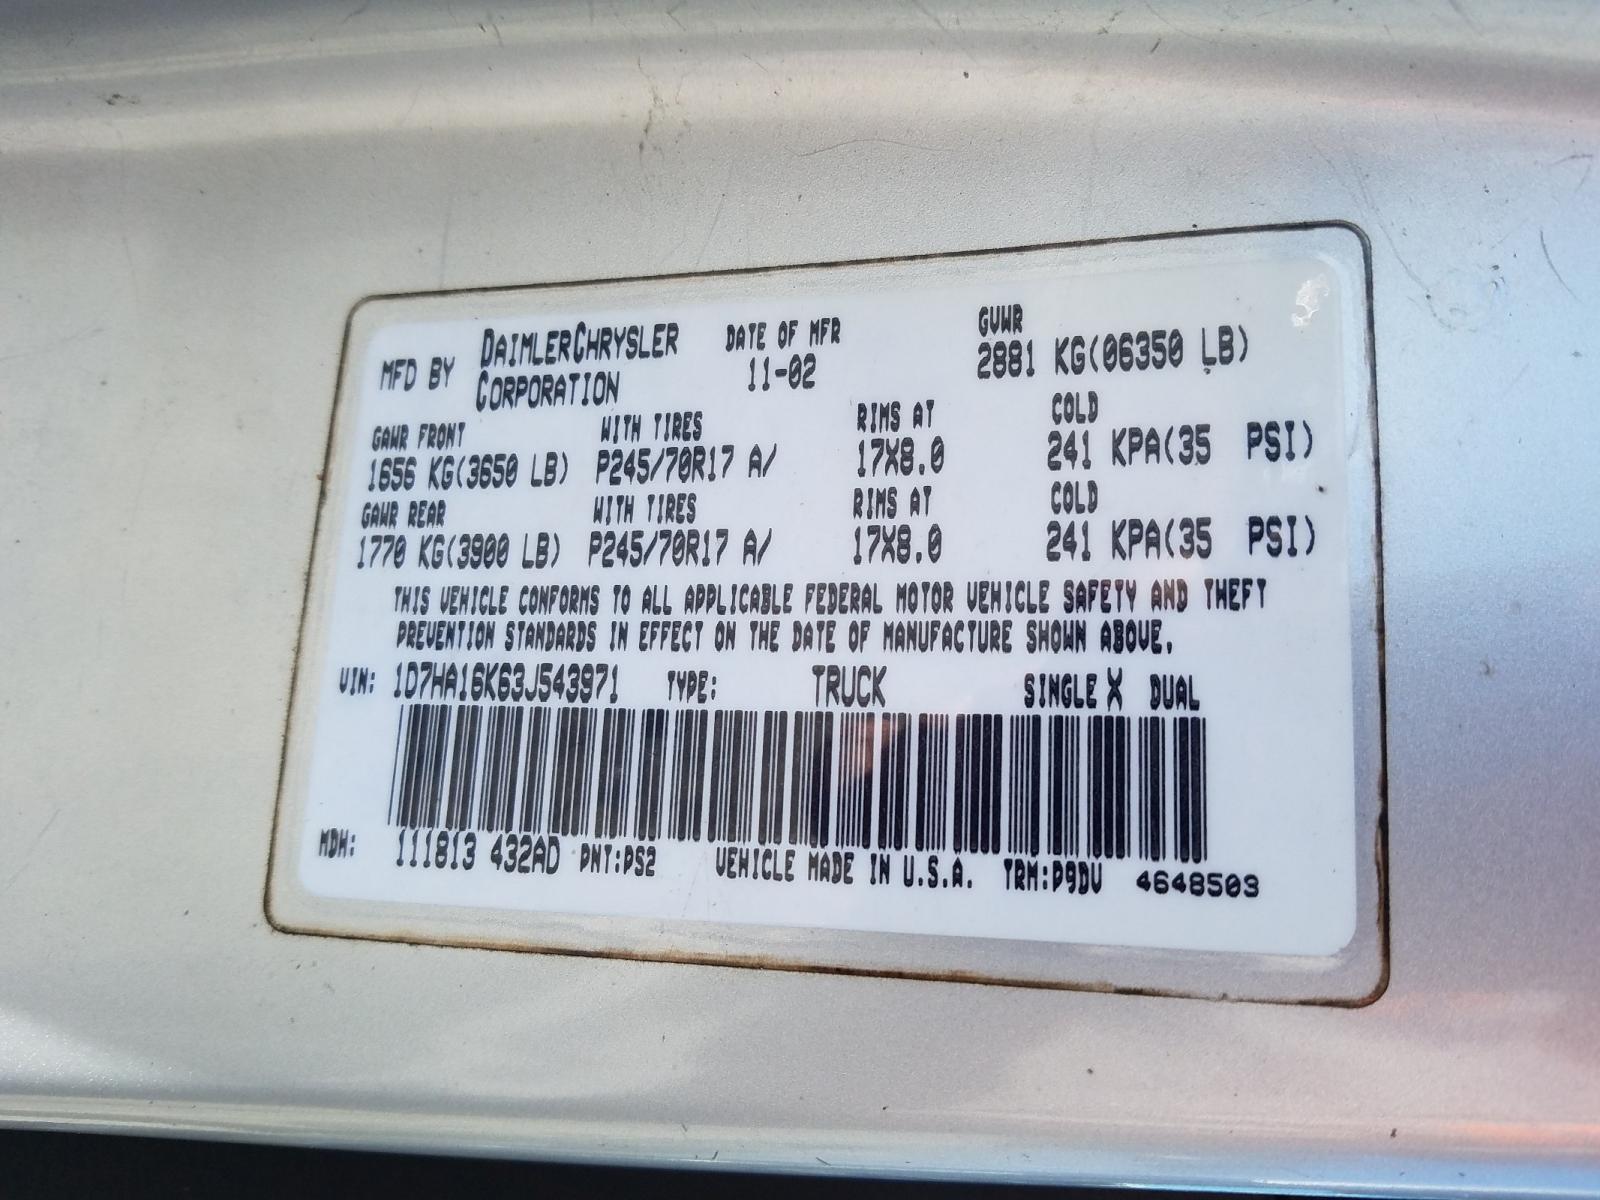 MFD BY DAIMLERCHRYSLER CORPORATION DATE OF MFR 11-02 GVWR 2881 KG(06350 LB)
GAWR FRONT WITH TIRES RIMS AT COLD
1656 KG(3650 LB) P245/70R17 A/ 17X8.0 241 KPA(35 PSI)
GAWR REAR WITH TIRES RIMS AT COLD
1770 KG(3900 LB) P245/70R17 A/ 17X8.0 241 KPA(35 PSI)
THIS VEHICLE CONFORMS TO ALL APPLICABLE FEDERAL MOTOR VEHICLE SAFETY AND THEFT
PREVENTION STANDARDS IN EFFECT ON THE DATE OF MANUFACTURE SHOWN ABOVE.
VIN: 1D7HA16K63J543971 TYPE: TRUCK SINGLE X DUAL
MDH: 111813 432AD PNT:PS2 VEHICLE MADE IN U.S.A. TRM:P9DV 4648503